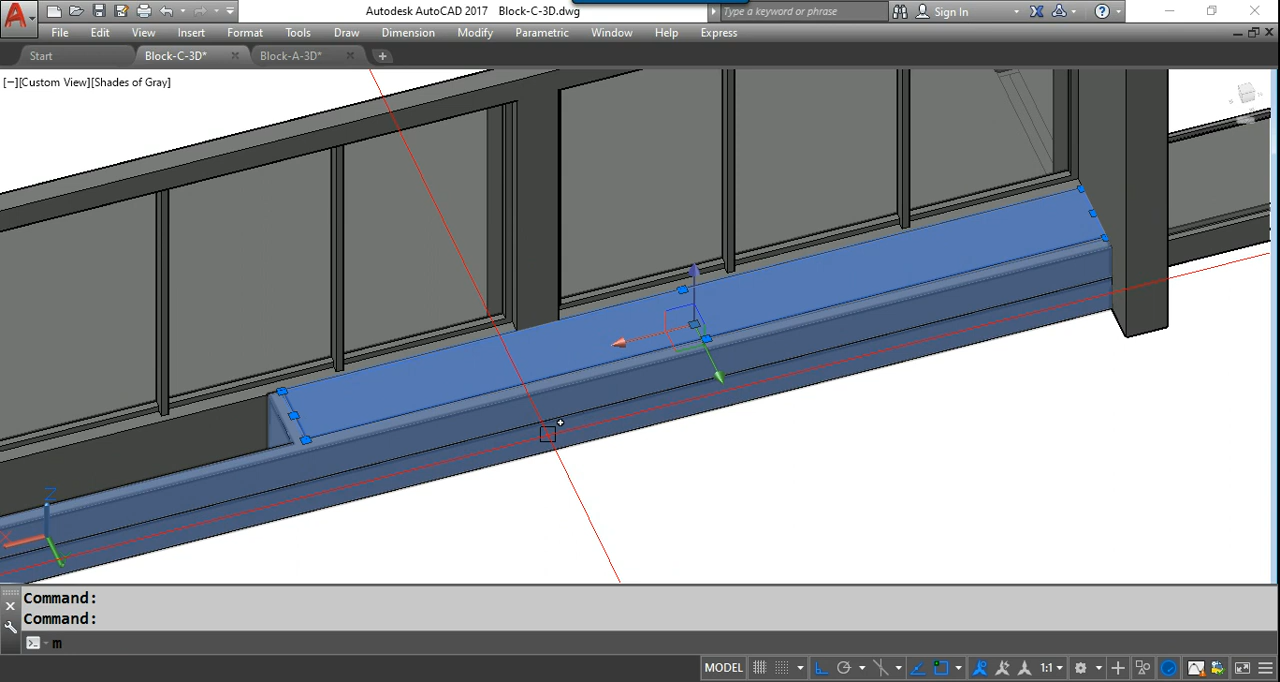 Autodesk AutoCAD 2017 Block-C-3D.dwg
Type a keyword or phrase
Sign In
File Edit View Insert Format Tools Draw Dimension Modify Parametric Window Help Express
Start Block-C-3D* Block-A-3D*
[−][Custom View][Shades of Gray]
Z
X
Command:
Command:
m
MODEL 1:1